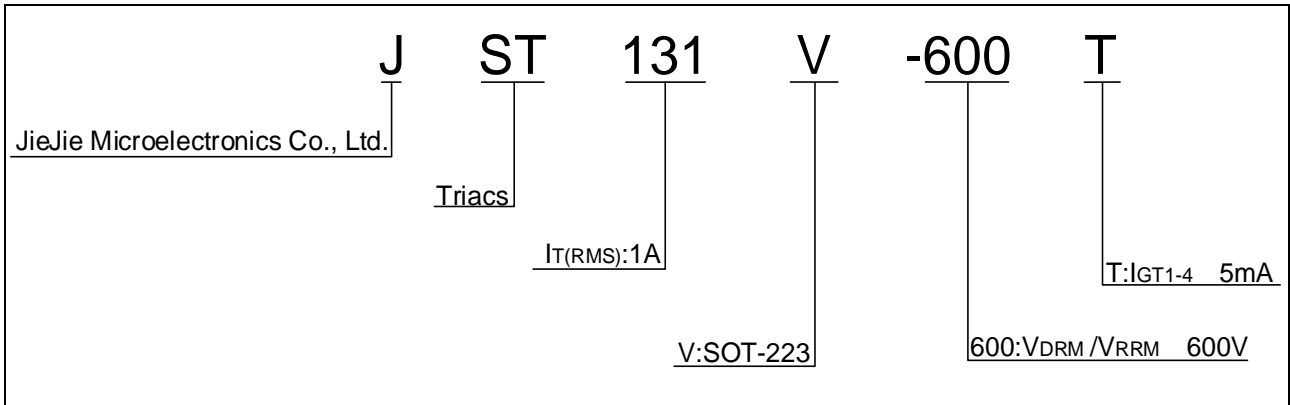 J ST 131 V -600 T
JieJie Microelectronics Co., Ltd.
Triacs
IT(RMS):1A
T:IGT1-4 5mA
V:SOT-223
600:VDRM /VRRM 600V